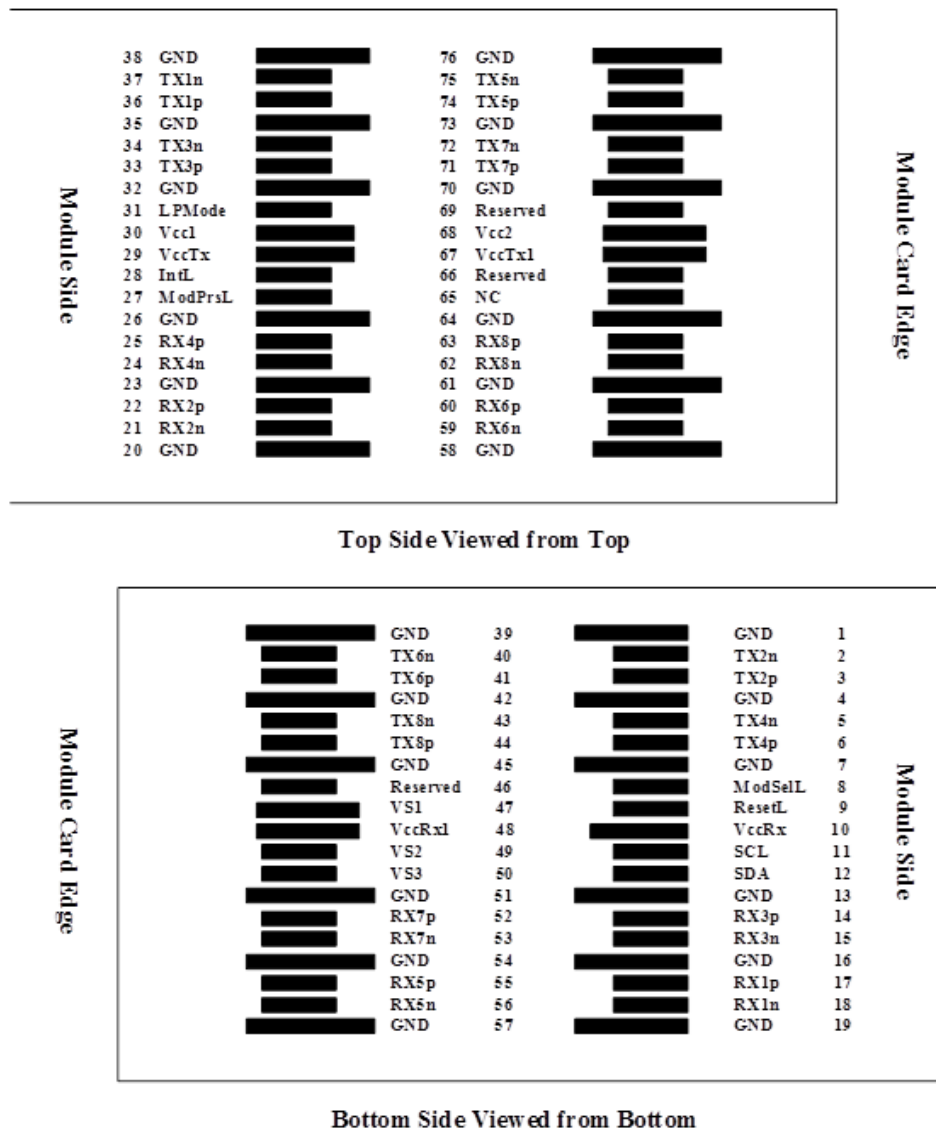 Module Side
Module Card Edge
38 GND 76 GND
37 TX1n 75 TX5n
36 TX1p 74 TX5p
35 GND 73 GND
34 TX3n 72 TX7n
33 TX3p 71 TX7p
32 GND 70 GND
31 LPMode 69 Reserved
30 Vcc1 68 Vcc2
29 VccTx 67 VccTx1
28 IntL 66 Reserved
27 ModPrsL 65 NC
26 GND 64 GND
25 RX4p 63 RX8p
24 RX4n 62 RX8n
23 GND 61 GND
22 RX2p 60 RX6p
21 RX2n 59 RX6n
20 GND 58 GND
Top Side Viewed from Top
Module Card Edge
Module Side
GND 39 GND 1
TX6n 40 TX2n 2
TX6p 41 TX2p 3
GND 42 GND 4
TX8n 43 TX4n 5
TX8p 44 TX4p 6
GND 45 GND 7
Reserved 46 ModSelL 8
VS1 47 ResetL 9
VccRx1 48 VccRx 10
VS2 49 SCL 11
VS3 50 SDA 12
GND 51 GND 13
RX7p 52 RX3p 14
RX7n 53 RX3n 15
GND 54 GND 16
RX5p 55 RX1p 17
RX5n 56 RX1n 18
GND 57 GND 19
Bottom Side Viewed from Bottom